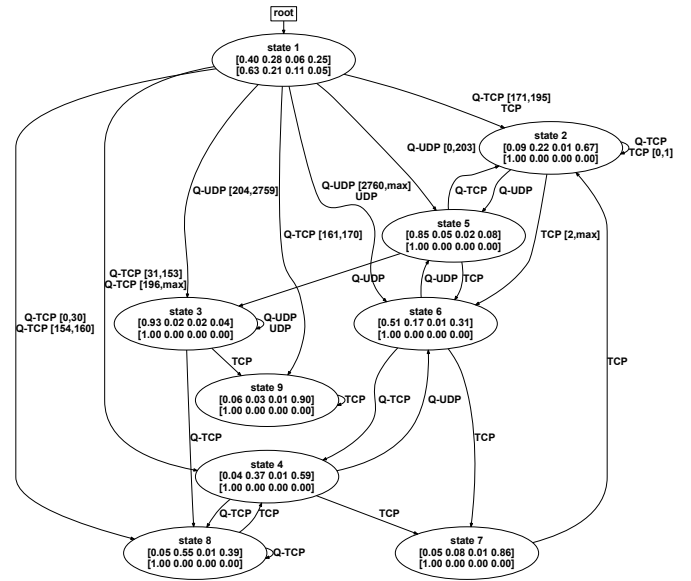 root
state 1
[0.40 0.28 0.06 0.25]
[0.63 0.21 0.11 0.05]
Q-TCP [171,195]
TCP
state 2
[0.09 0.22 0.01 0.67]
[1.00 0.00 0.00 0.00]
Q-TCP
TCP [0,1]
Q-UDP [0,203]
Q-UDP [204,2759]
Q-UDP [2760,max]
UDP
Q-TCP
Q-UDP
Q-TCP [161,170]
state 5
[0.85 0.05 0.02 0.08]
[1.00 0.00 0.00 0.00]
TCP [2,max]
Q-TCP [31,153]
Q-TCP [196,max]
Q-UDP
Q-UDP
TCP
Q-TCP [0,30]
Q-TCP [154,160]
state 3
[0.93 0.02 0.02 0.04]
[1.00 0.00 0.00 0.00]
Q-UDP
UDP
state 6
[0.51 0.17 0.01 0.31]
[1.00 0.00 0.00 0.00]
TCP
TCP
state 9
[0.06 0.03 0.01 0.90]
[1.00 0.00 0.00 0.00]
TCP
Q-TCP
Q-UDP
Q-TCP
TCP
state 4
[0.04 0.37 0.01 0.59]
[1.00 0.00 0.00 0.00]
Q-TCP
TCP
TCP
state 8
[0.05 0.55 0.01 0.39]
[1.00 0.00 0.00 0.00]
Q-TCP
state 7
[0.05 0.08 0.01 0.86]
[1.00 0.00 0.00 0.00]